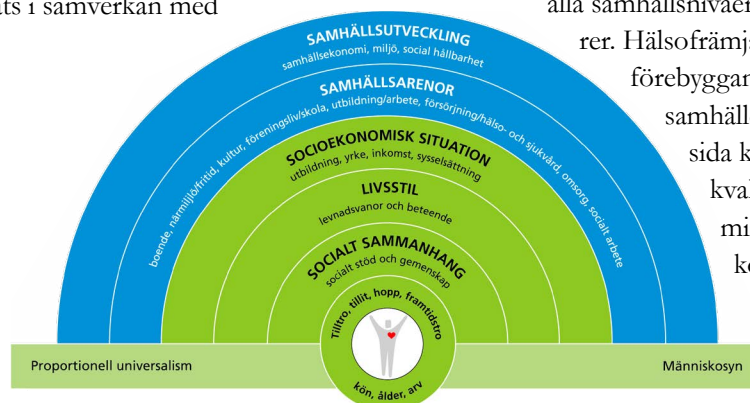 ats i samverkan med
alla samhällsnivåer
rer. Hälsofrämj
förebyggan
samhäll
sida k
kval
mi
k
SAMHÄLLSUTVECKLING
samhällsekonomi, miljö, social hållbarhet
SAMHÄLLSARENOR
boende, närmiljö/fritid, kultur, föreningsliv/skola, utbildning/arbete, försörjning/hälso- och sjukvård, omsorg, socialt arbete
SOCIOEKONOMISK SITUATION
utbildning, yrke, inkomst, sysselsättning
LIVSSTIL
levnadsvanor och beteende
SOCIALT SAMMANHANG
socialt stöd och gemenskap
Tilltro, tillit, hopp, framtidstro
kön, ålder, arv
Proportionell universalism
Människosyn